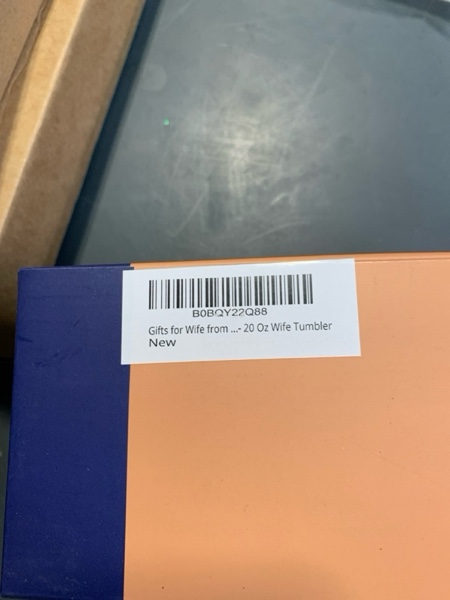 B0BQY22Q88
Gifts for Wife from ...- 20 Oz Wife Tumbler
New